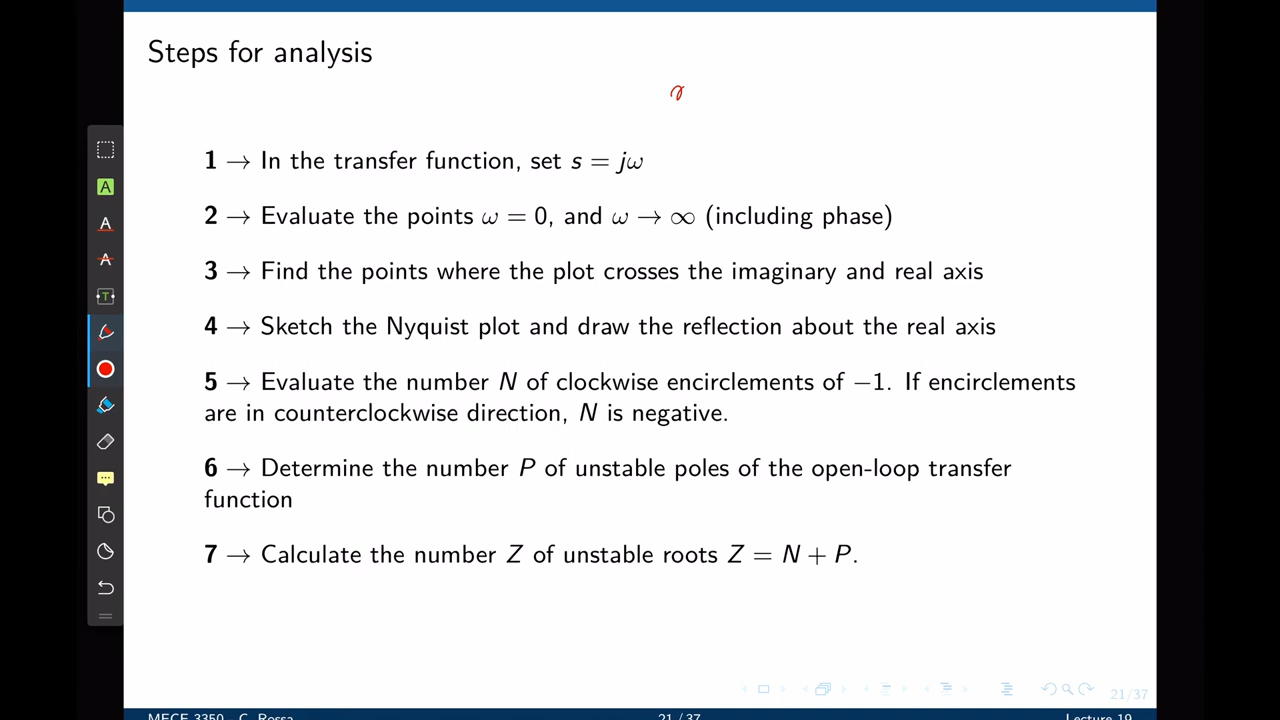 Steps for analysis
1 → In the transfer function, set s = jω
2 → Evaluate the points ω = 0, and ω → ∞ (including phase)
3 → Find the points where the plot crosses the imaginary and real axis
4 → Sketch the Nyquist plot and draw the reflection about the real axis
5 → Evaluate the number N of clockwise encirclements of −1. If encirclements
are in counterclockwise direction, N is negative.
6 → Determine the number P of unstable poles of the open-loop transfer
function
7 → Calculate the number Z of unstable roots Z = N + P.
21/37
MECE 3350 C. Rossa 21 / 37 Lecture 19